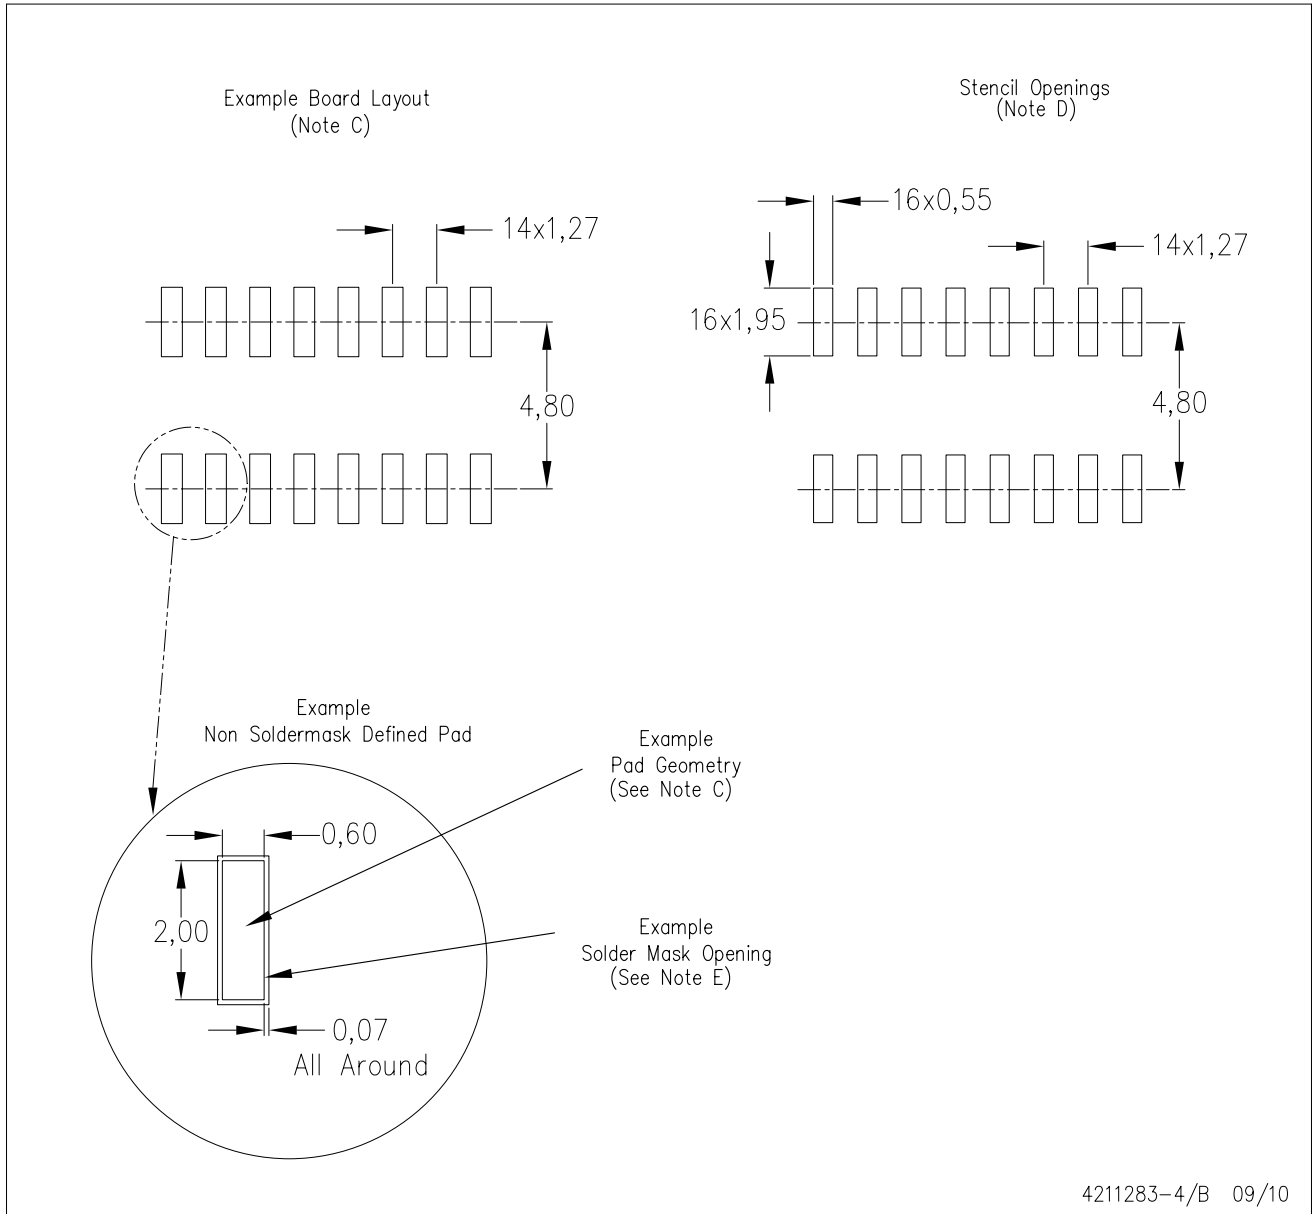 Example Board Layout
(Note C)
Stencil Openings
(Note D)
14x1,27
4,80
16x0,55
14x1,27
16x1,95
4,80
Example
Non Soldermask Defined Pad
Example
Pad Geometry
(See Note C)
0,60
2,00
Example
Solder Mask Opening
(See Note E)
0,07
All Around
4211283-4/B 09/10